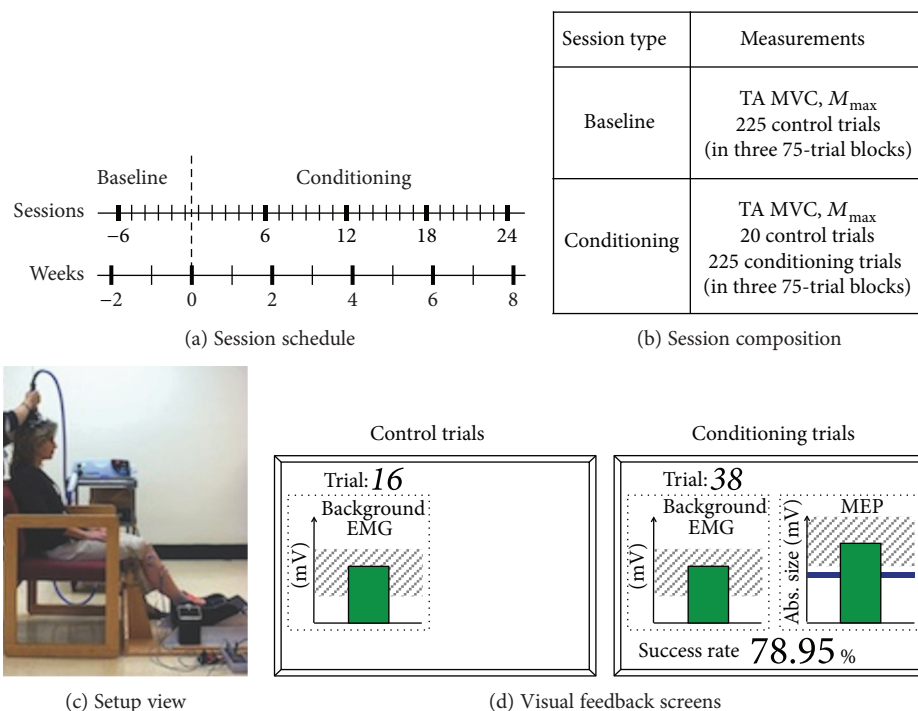 Baseline Conditioning
Sessions
−6 6 12 18 24
Weeks
−2 0 2 4 6 8
(a) Session schedule
Session type Measurements
Baseline
TA MVC, Mmax
225 control trials
(in three 75-trial blocks)
Conditioning
TA MVC, Mmax
20 control trials
225 conditioning trials
(in three 75-trial blocks)
(b) Session composition
(c) Setup view
Control trials
Trial: 16
Background
EMG
(mV)
Conditioning trials
Trial: 38
Background
EMG
(mV)
MEP
Abs. size (mV)
Success rate 78.95 %
(d) Visual feedback screens